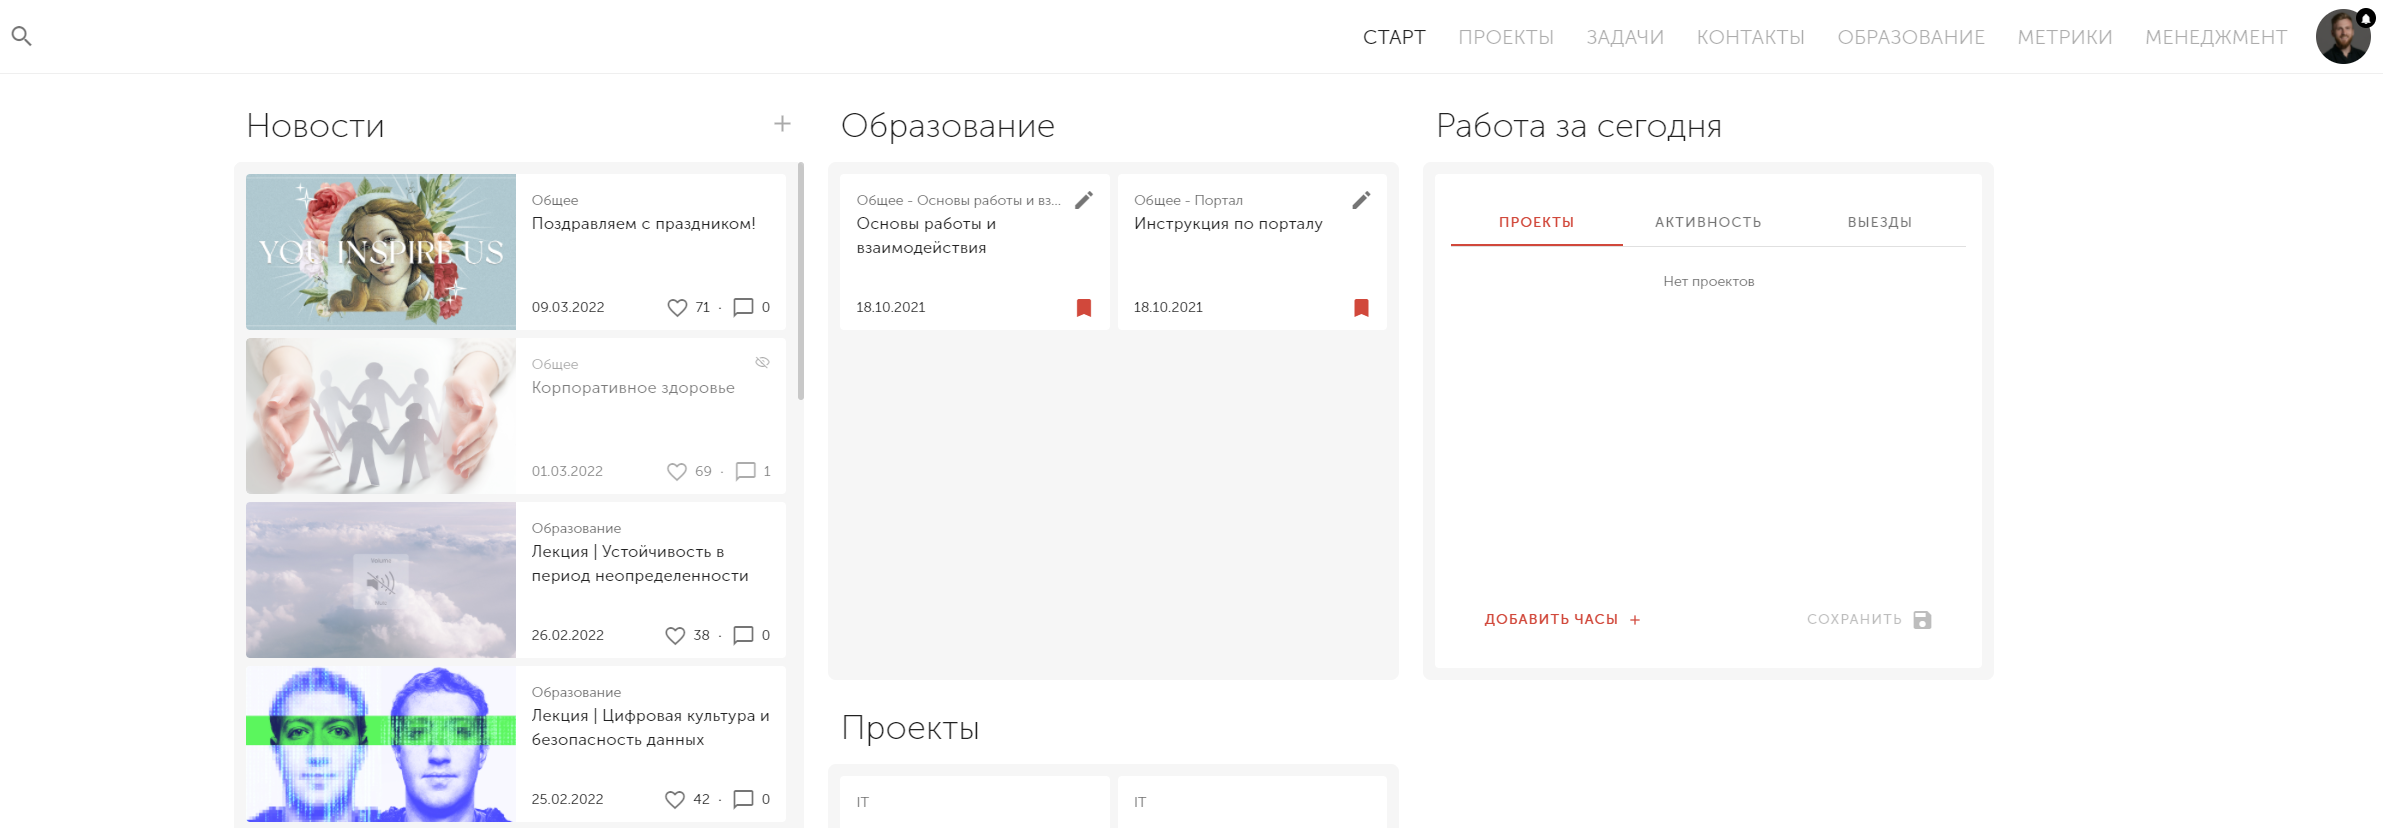 СТАРТ ПРОЕКТЫ ЗАДАЧИ КОНТАКТЫ ОБРАЗОВАНИЕ МЕТРИКИ МЕНЕДЖМЕНТ
Новости
YOU INSPIRE US
Общее
Поздравляем с праздником!
09.03.2022 71 · 0
Общее
Корпоративное здоровье
01.03.2022 69 · 1
Образование
Лекция | Устойчивость в
период неопределенности
26.02.2022 38 · 0
Образование
Лекция | Цифровая культура и
безопасность данных
25.02.2022 42 · 0
Образование
Общее - Основы работы и вз...
Основы работы и
взаимодействия
18.10.2021
Общее - Портал
Инструкция по порталу
18.10.2021
Проекты
IT
IT
Работа за сегодня
ПРОЕКТЫ АКТИВНОСТЬ ВЫЕЗДЫ
Нет проектов
ДОБАВИТЬ ЧАСЫ +
СОХРАНИТЬ